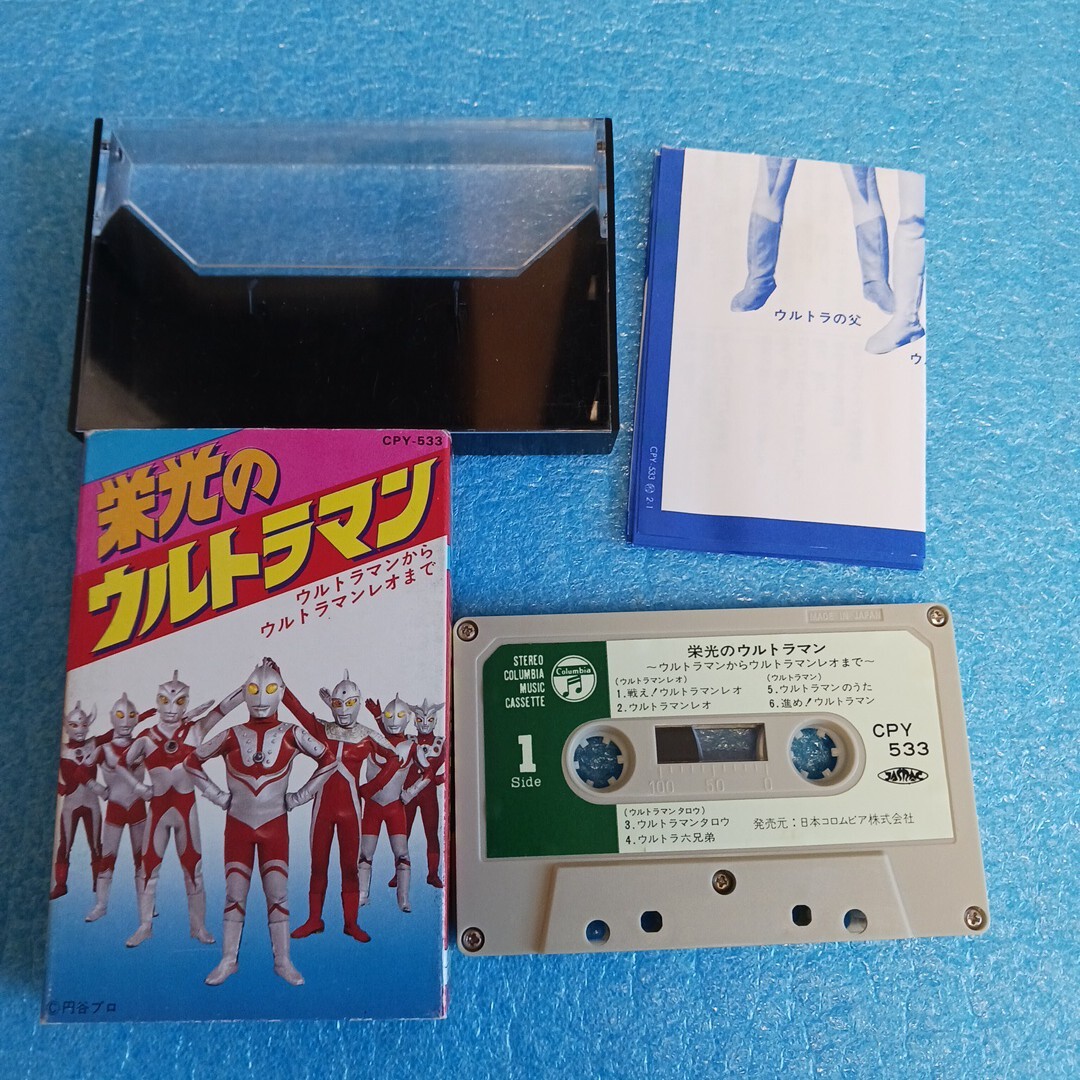 ウルトラの父
ウ
CPY-533
21
CPY-533
栄光の
ウルトラマン
ウルトラマンから
ウルトラマンレオまで
©円谷プロ
MADE IN JAPAN
STEREO
COLUMBIA
MUSIC
CASSETTE
Columbia
1
Side
栄光のウルトラマン
～ウルトラマンからウルトラマンレオまで～
(ウルトラマンレオ)
1.戦え!ウルトラマンレオ
2.ウルトラマンレオ
(ウルトラマン)
5.ウルトラマンのうた
6.進め!ウルトラマン
CPY
533
JASRAC
100 50 0
(ウルトラマンタロウ)
3.ウルトラマンタロウ
4.ウルトラ六兄弟
発売元：日本コロムビア株式会社